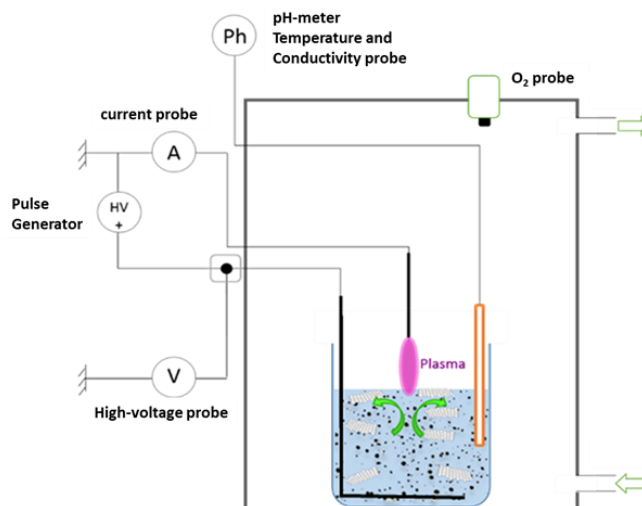 pH-meter
Temperature and
Conductivity probe
Ph
O₂ probe
current probe
A
Pulse
Generator
HV
+
Plasma
V
High-voltage probe